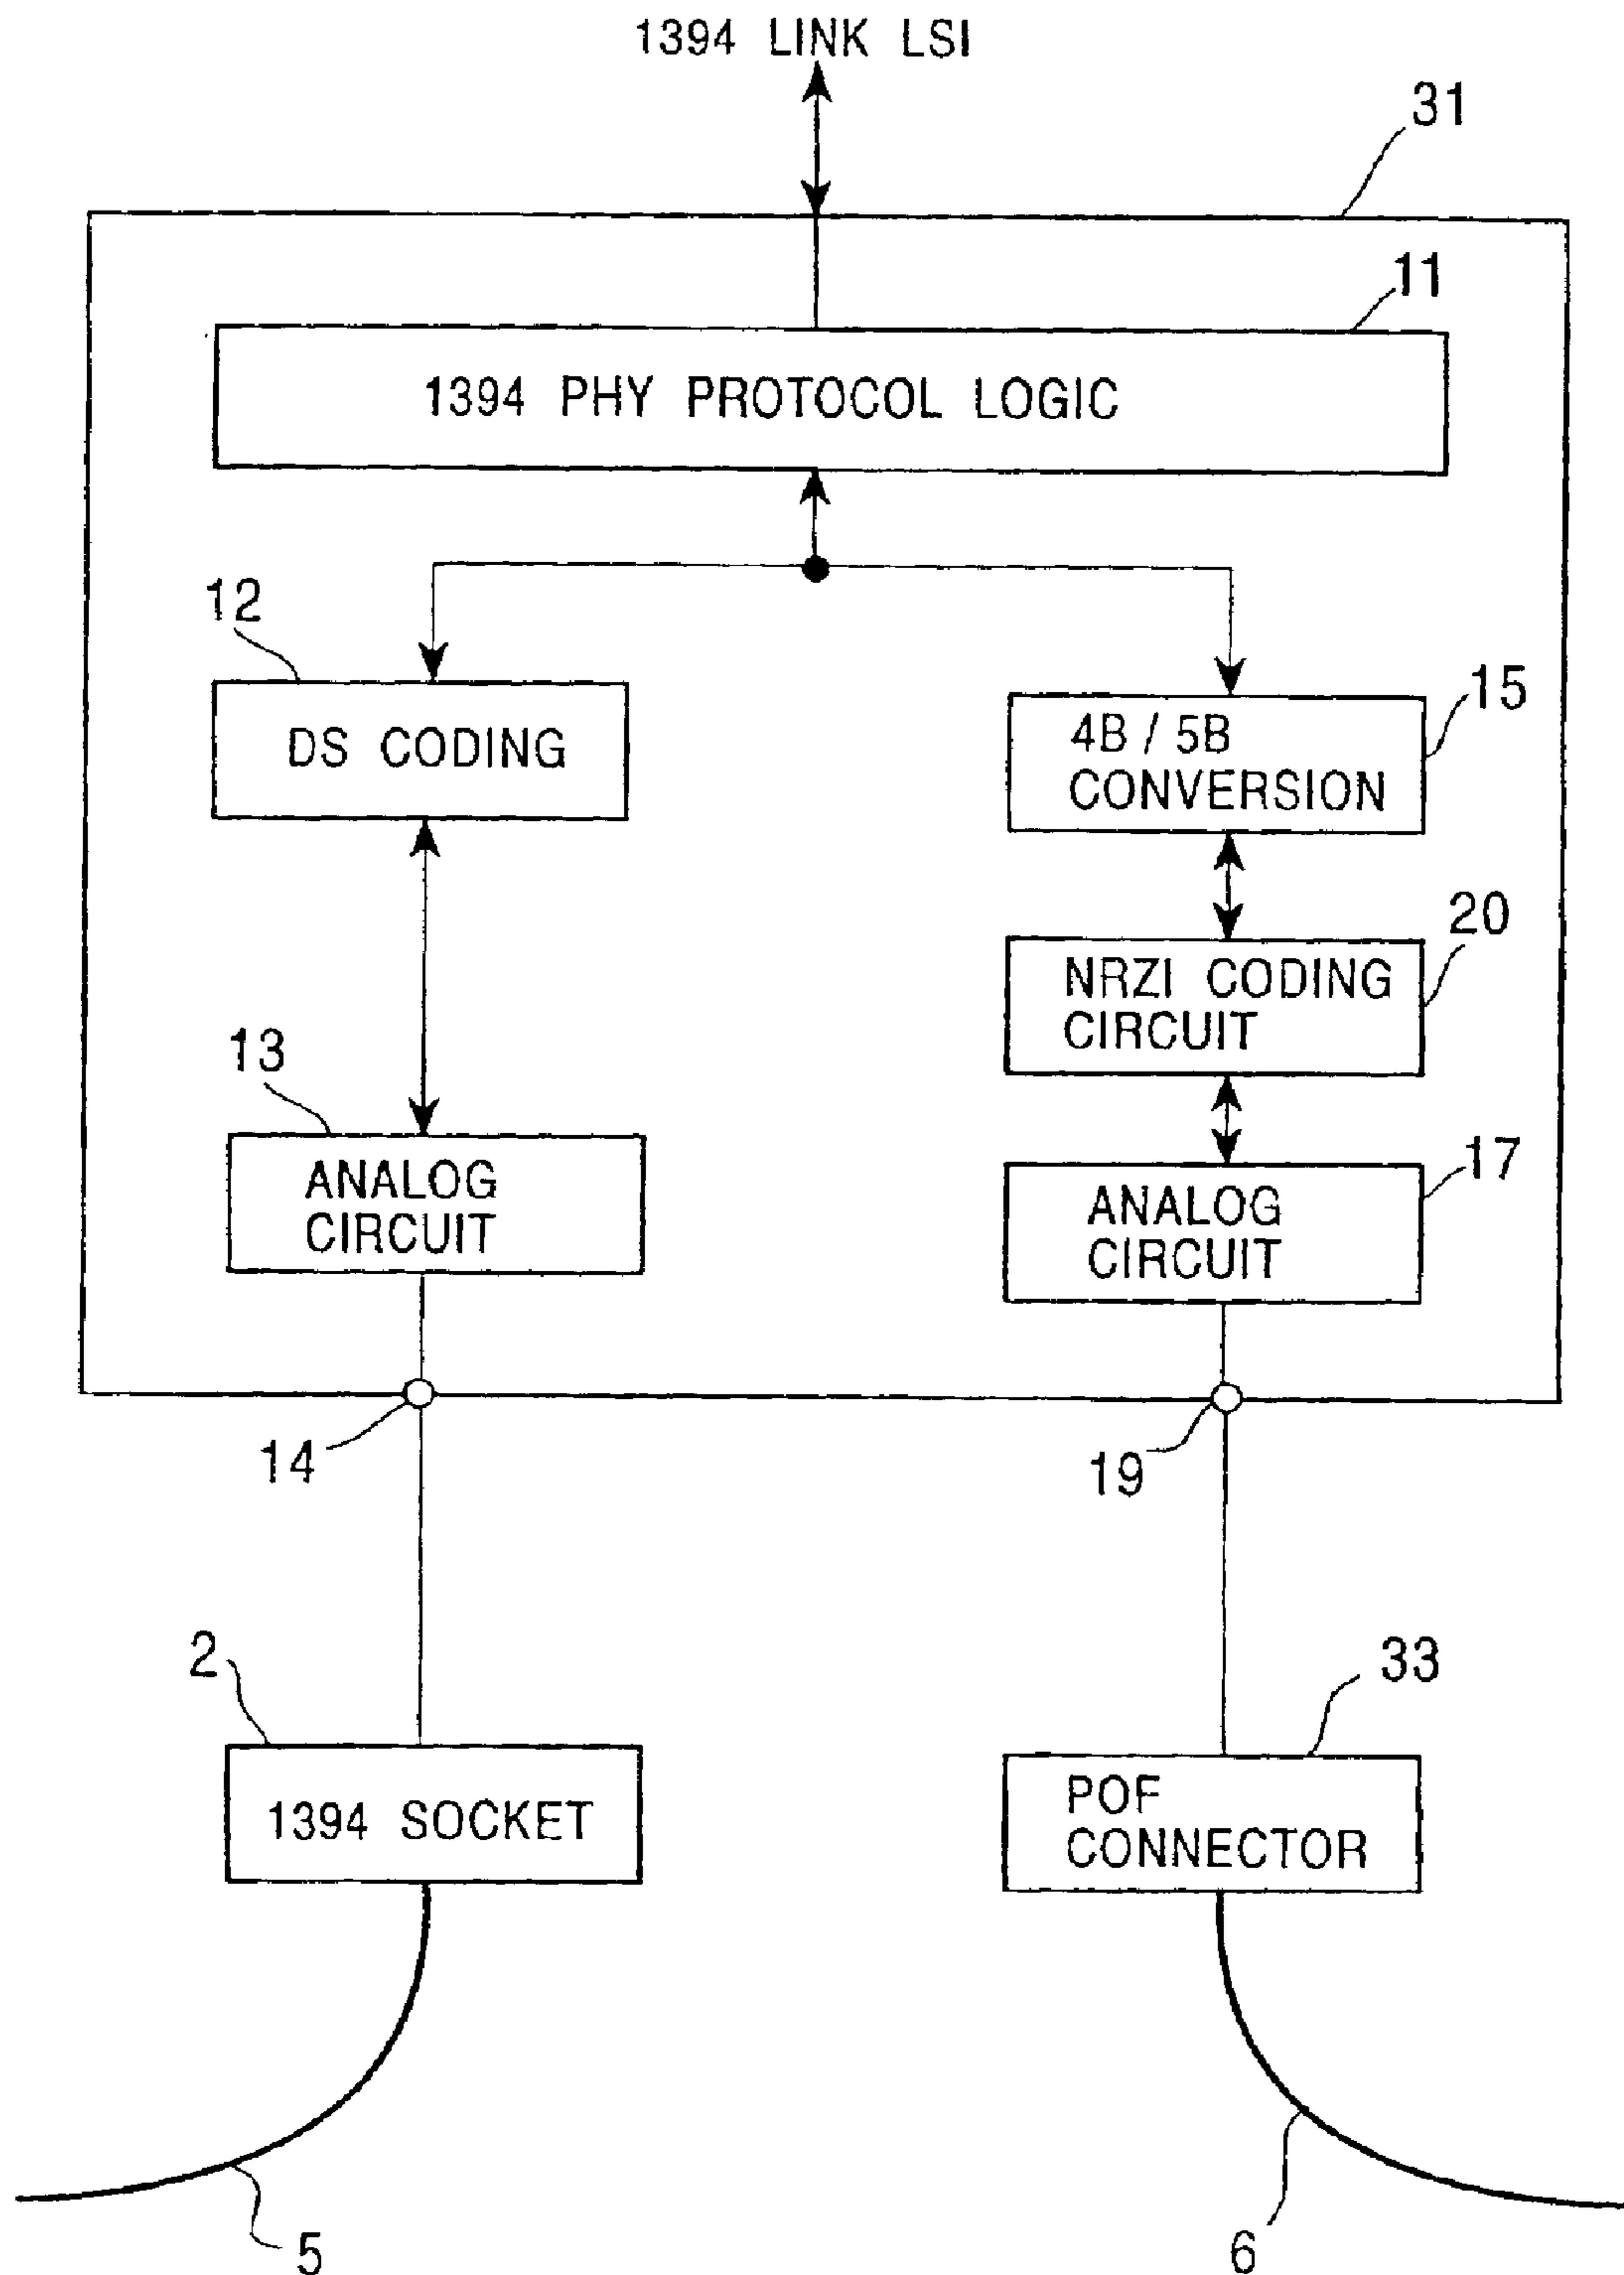 1394 LINK LSI
31
11
1394 PHY PROTOCOL LOGIC
12
DS CODING
15
4B / 5B
CONVERSION
20
NRZI CODING
CIRCUIT
13
ANALOG
CIRCUIT
17
ANALOG
CIRCUIT
14
19
2
1394 SOCKET
33
POF
CONNECTOR
5
6